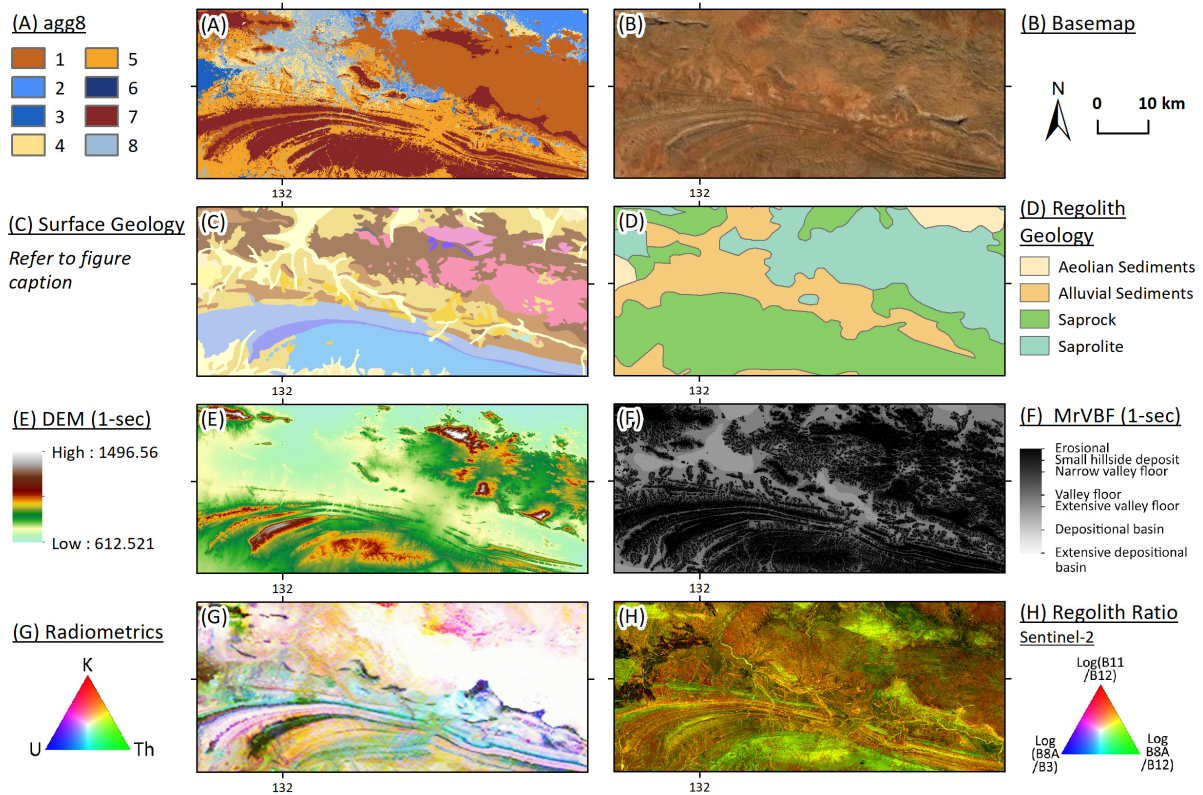 (A) agg8
1
5
2
6
3
7
4
8
(A)
(B)
(B) Basemap
N
0 10 km
132
132
(C) Surface Geology
Refer to figure
caption
(C)
(D)
(D) Regolith
Geology
Aeolian Sediments
Alluvial Sediments
Saprock
Saprolite
132
132
(E) DEM (1-sec)
High : 1496.56
Low : 612.521
(E)
(F)
(F) MrVBF (1-sec)
Erosional
Small hillside deposit
Narrow valley floor
Valley floor
Extensive valley floor
Depositional basin
Extensive depositional
basin
132
132
(G) Radiometrics
K
U
Th
(G)
(H)
(H) Regolith Ratio
Sentinel-2
Log(B11
/B12)
Log
(B8A
/B3)
Log
B8A
/B12)
132
132